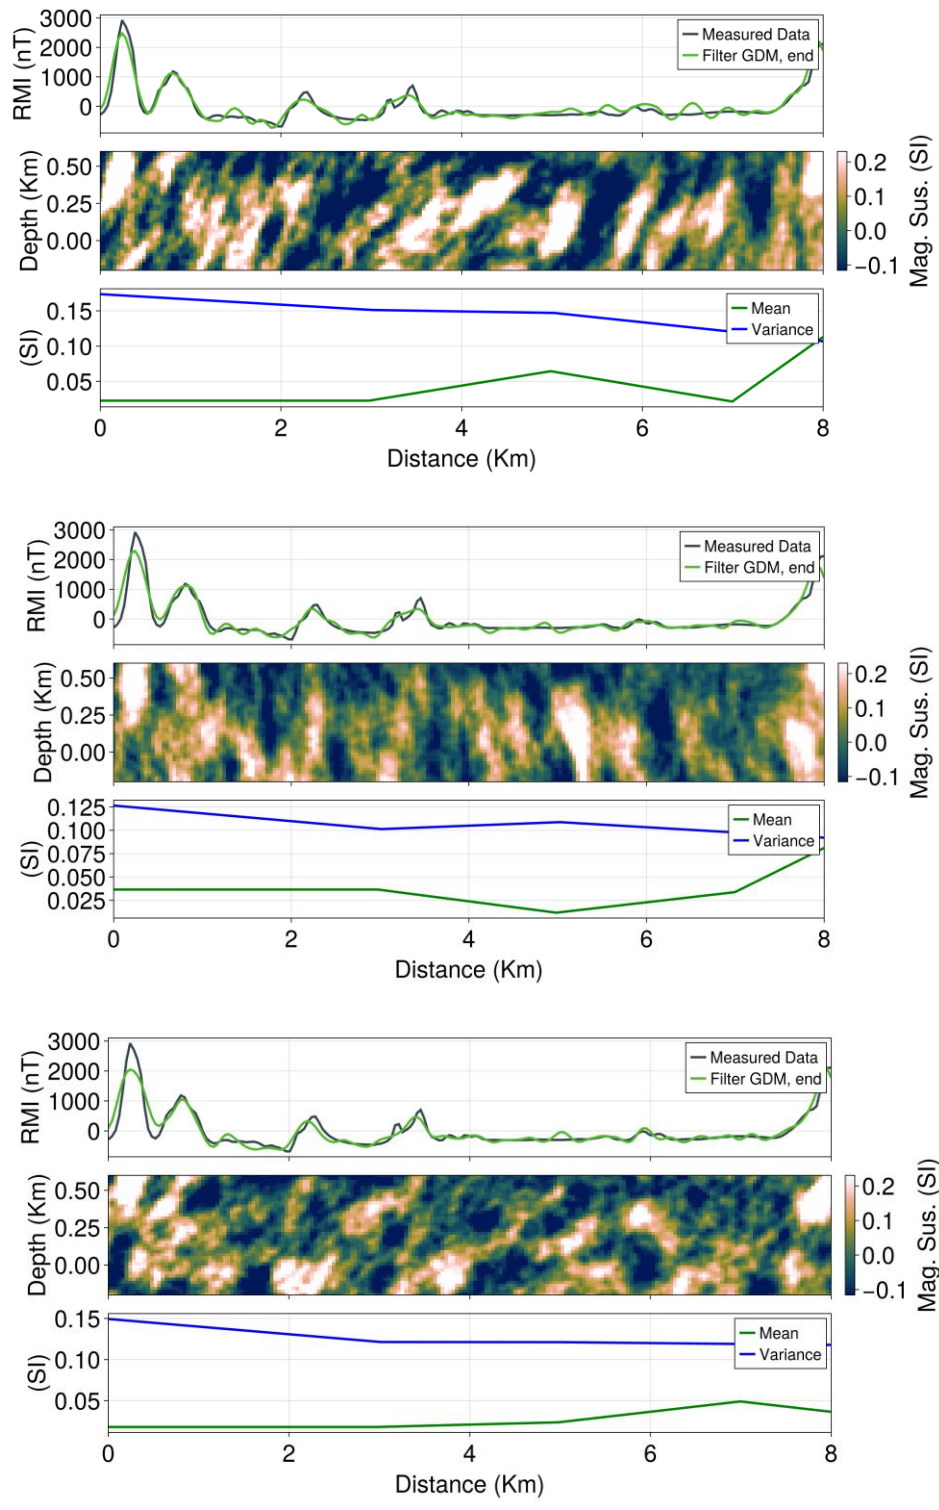 3000
2000
1000
0
RMI (nT)
Measured Data
Filter GDM, end
0.50
0.25
0.00
Depth (Km)
0.2
0.1
0.0
−0.1
Mag. Sus. (SI)
0.15
0.10
0.05
(SI)
Mean
Variance
0 2 4 6 8
Distance (Km)
3000
2000
1000
0
RMI (nT)
Measured Data
Filter GDM, end
0.50
0.25
0.00
Depth (Km)
0.2
0.1
0.0
−0.1
Mag. Sus. (SI)
0.125
0.100
0.075
0.050
0.025
(SI)
Mean
Variance
0 2 4 6 8
Distance (Km)
3000
2000
1000
0
RMI (nT)
Measured Data
Filter GDM, end
0.50
0.25
0.00
Depth (Km)
0.2
0.1
0.0
−0.1
Mag. Sus. (SI)
0.15
0.10
0.05
(SI)
Mean
Variance
0 2 4 6 8
Distance (Km)